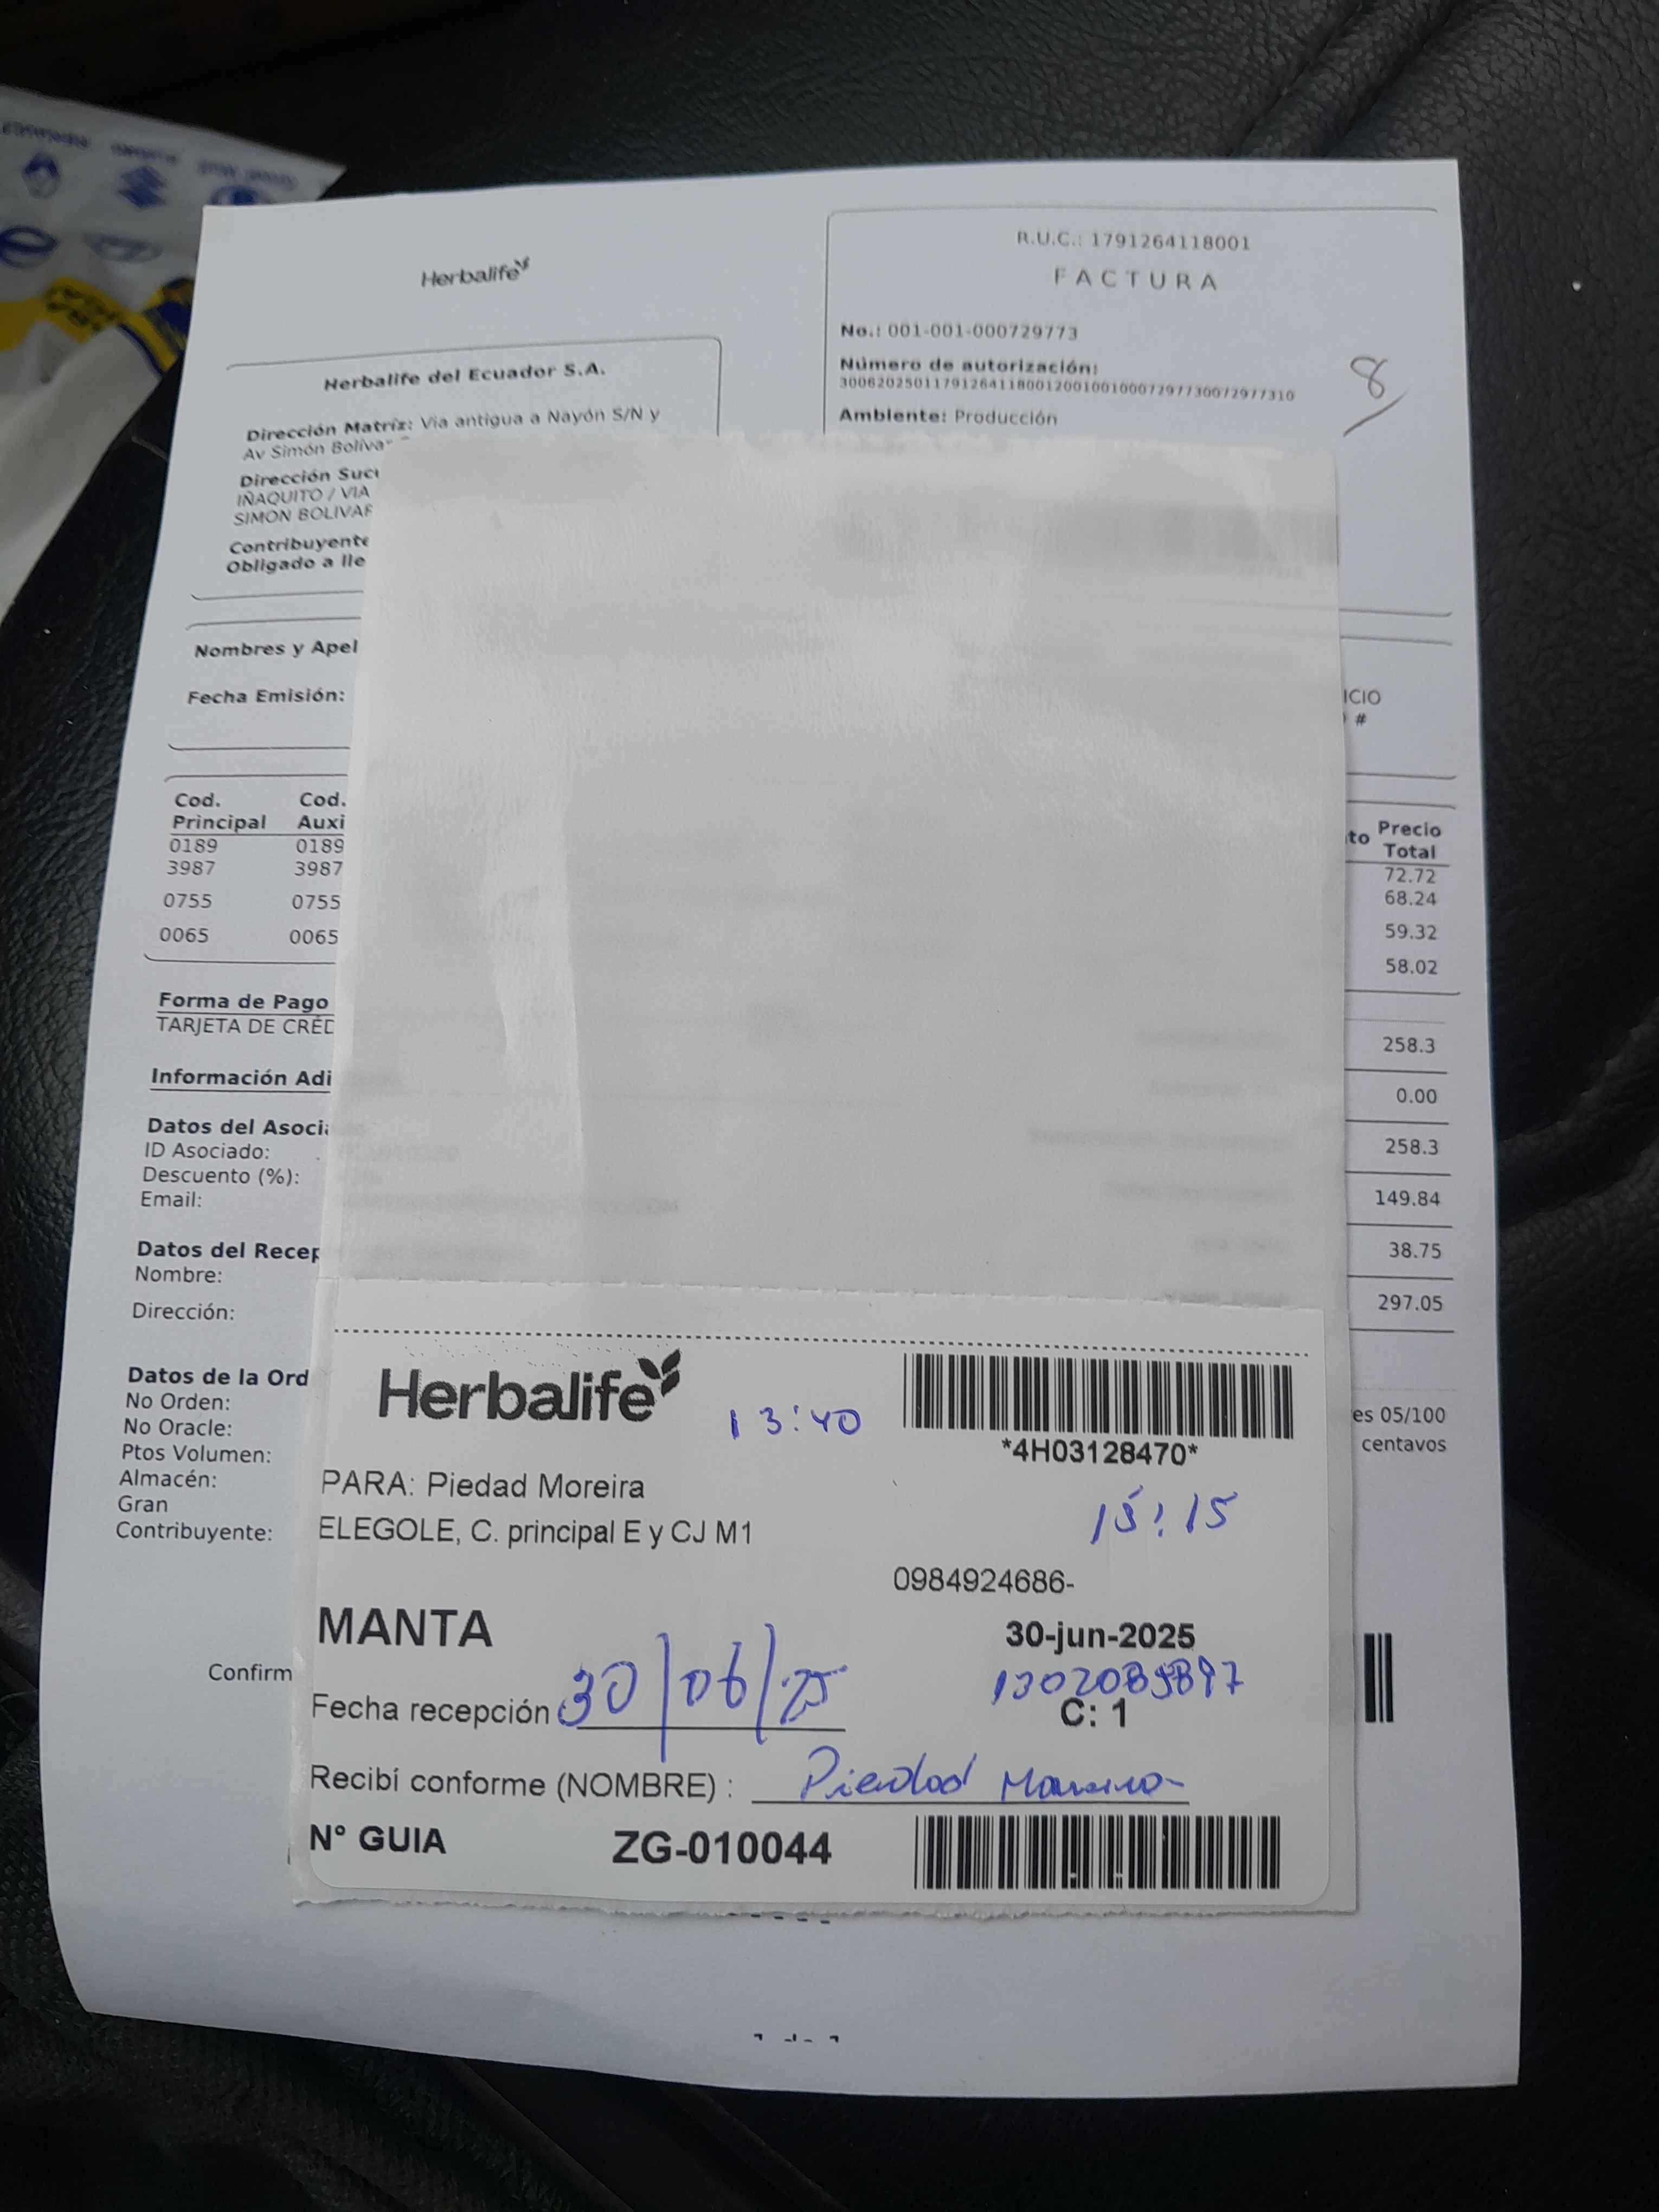 Herbalife
R.U.C.: 1791264118001
FACTURA
No.: 001-001-000729773
Número de autorización:
3006202501179126411800120010010007297730072977310
Ambiente: Producción
8
Herbalife del Ecuador S.A.
Dirección Matriz: Via antigua a Nayón S/N y
Av Simón Bolívar
Dirección Sucu
IÑAQUITO / VIA
SIMON BOLIVAR
Contribuyente
Obligado a lle
Nombres y Apel
Fecha Emisión:
ICIO
#
Cod. Principal
Cod. Auxi
to
Precio Total
0189 0189 72.72
3987 3987 68.24
0755 0755 59.32
0065 0065 58.02
Forma de Pago
TARJETA DE CRÉD
258.3
0.00
258.3
149.84
38.75
297.05
Información Adi
Datos del Asocia
ID Asociado:
Descuento (%):
Email:
Datos del Recep
Nombre:
Dirección:
Datos de la Ord
No Orden:
No Oracle:
Ptos Volumen:
Almacén:
Gran
Contribuyente:
es 05/100
centavos
Confirm
Herbalife
13:40
*4H03128470*
PARA: Piedad Moreira
15:15
ELEGOLE, C. principal E y CJ M1
0984924686-
MANTA
30-jun-2025
Fecha recepción 30/06/25
C: 1
Recibí conforme (NOMBRE) : Piedad Moreira
N° GUIA ZG-010044